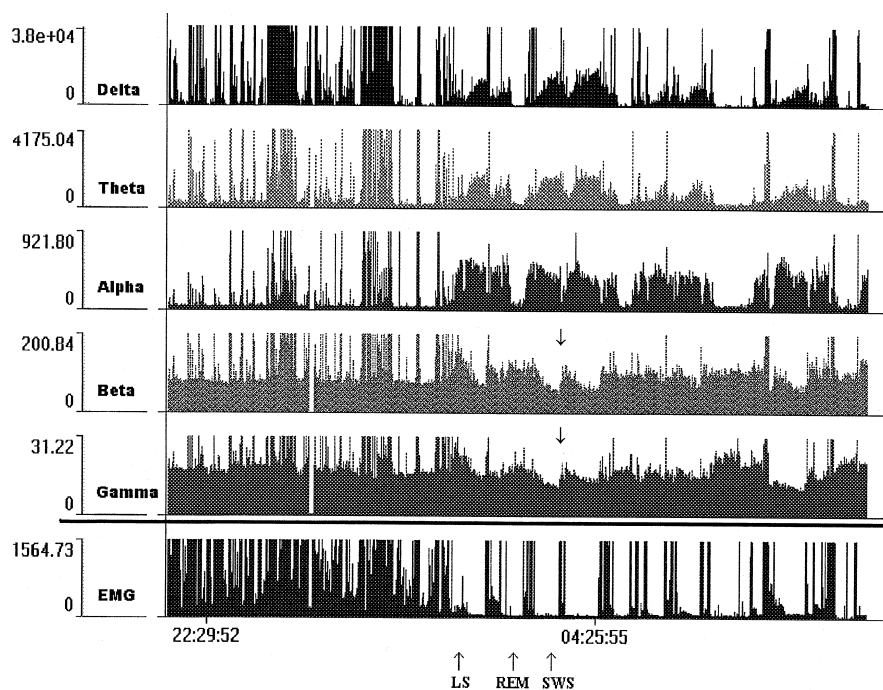 3.8e+04
0
Delta
4175.04
0
Theta
921.80
0
Alpha
200.84
0
Beta
31.22
0
Gamma
1564.73
0
EMG
22:29:52 04:25:55
LS REM SWS